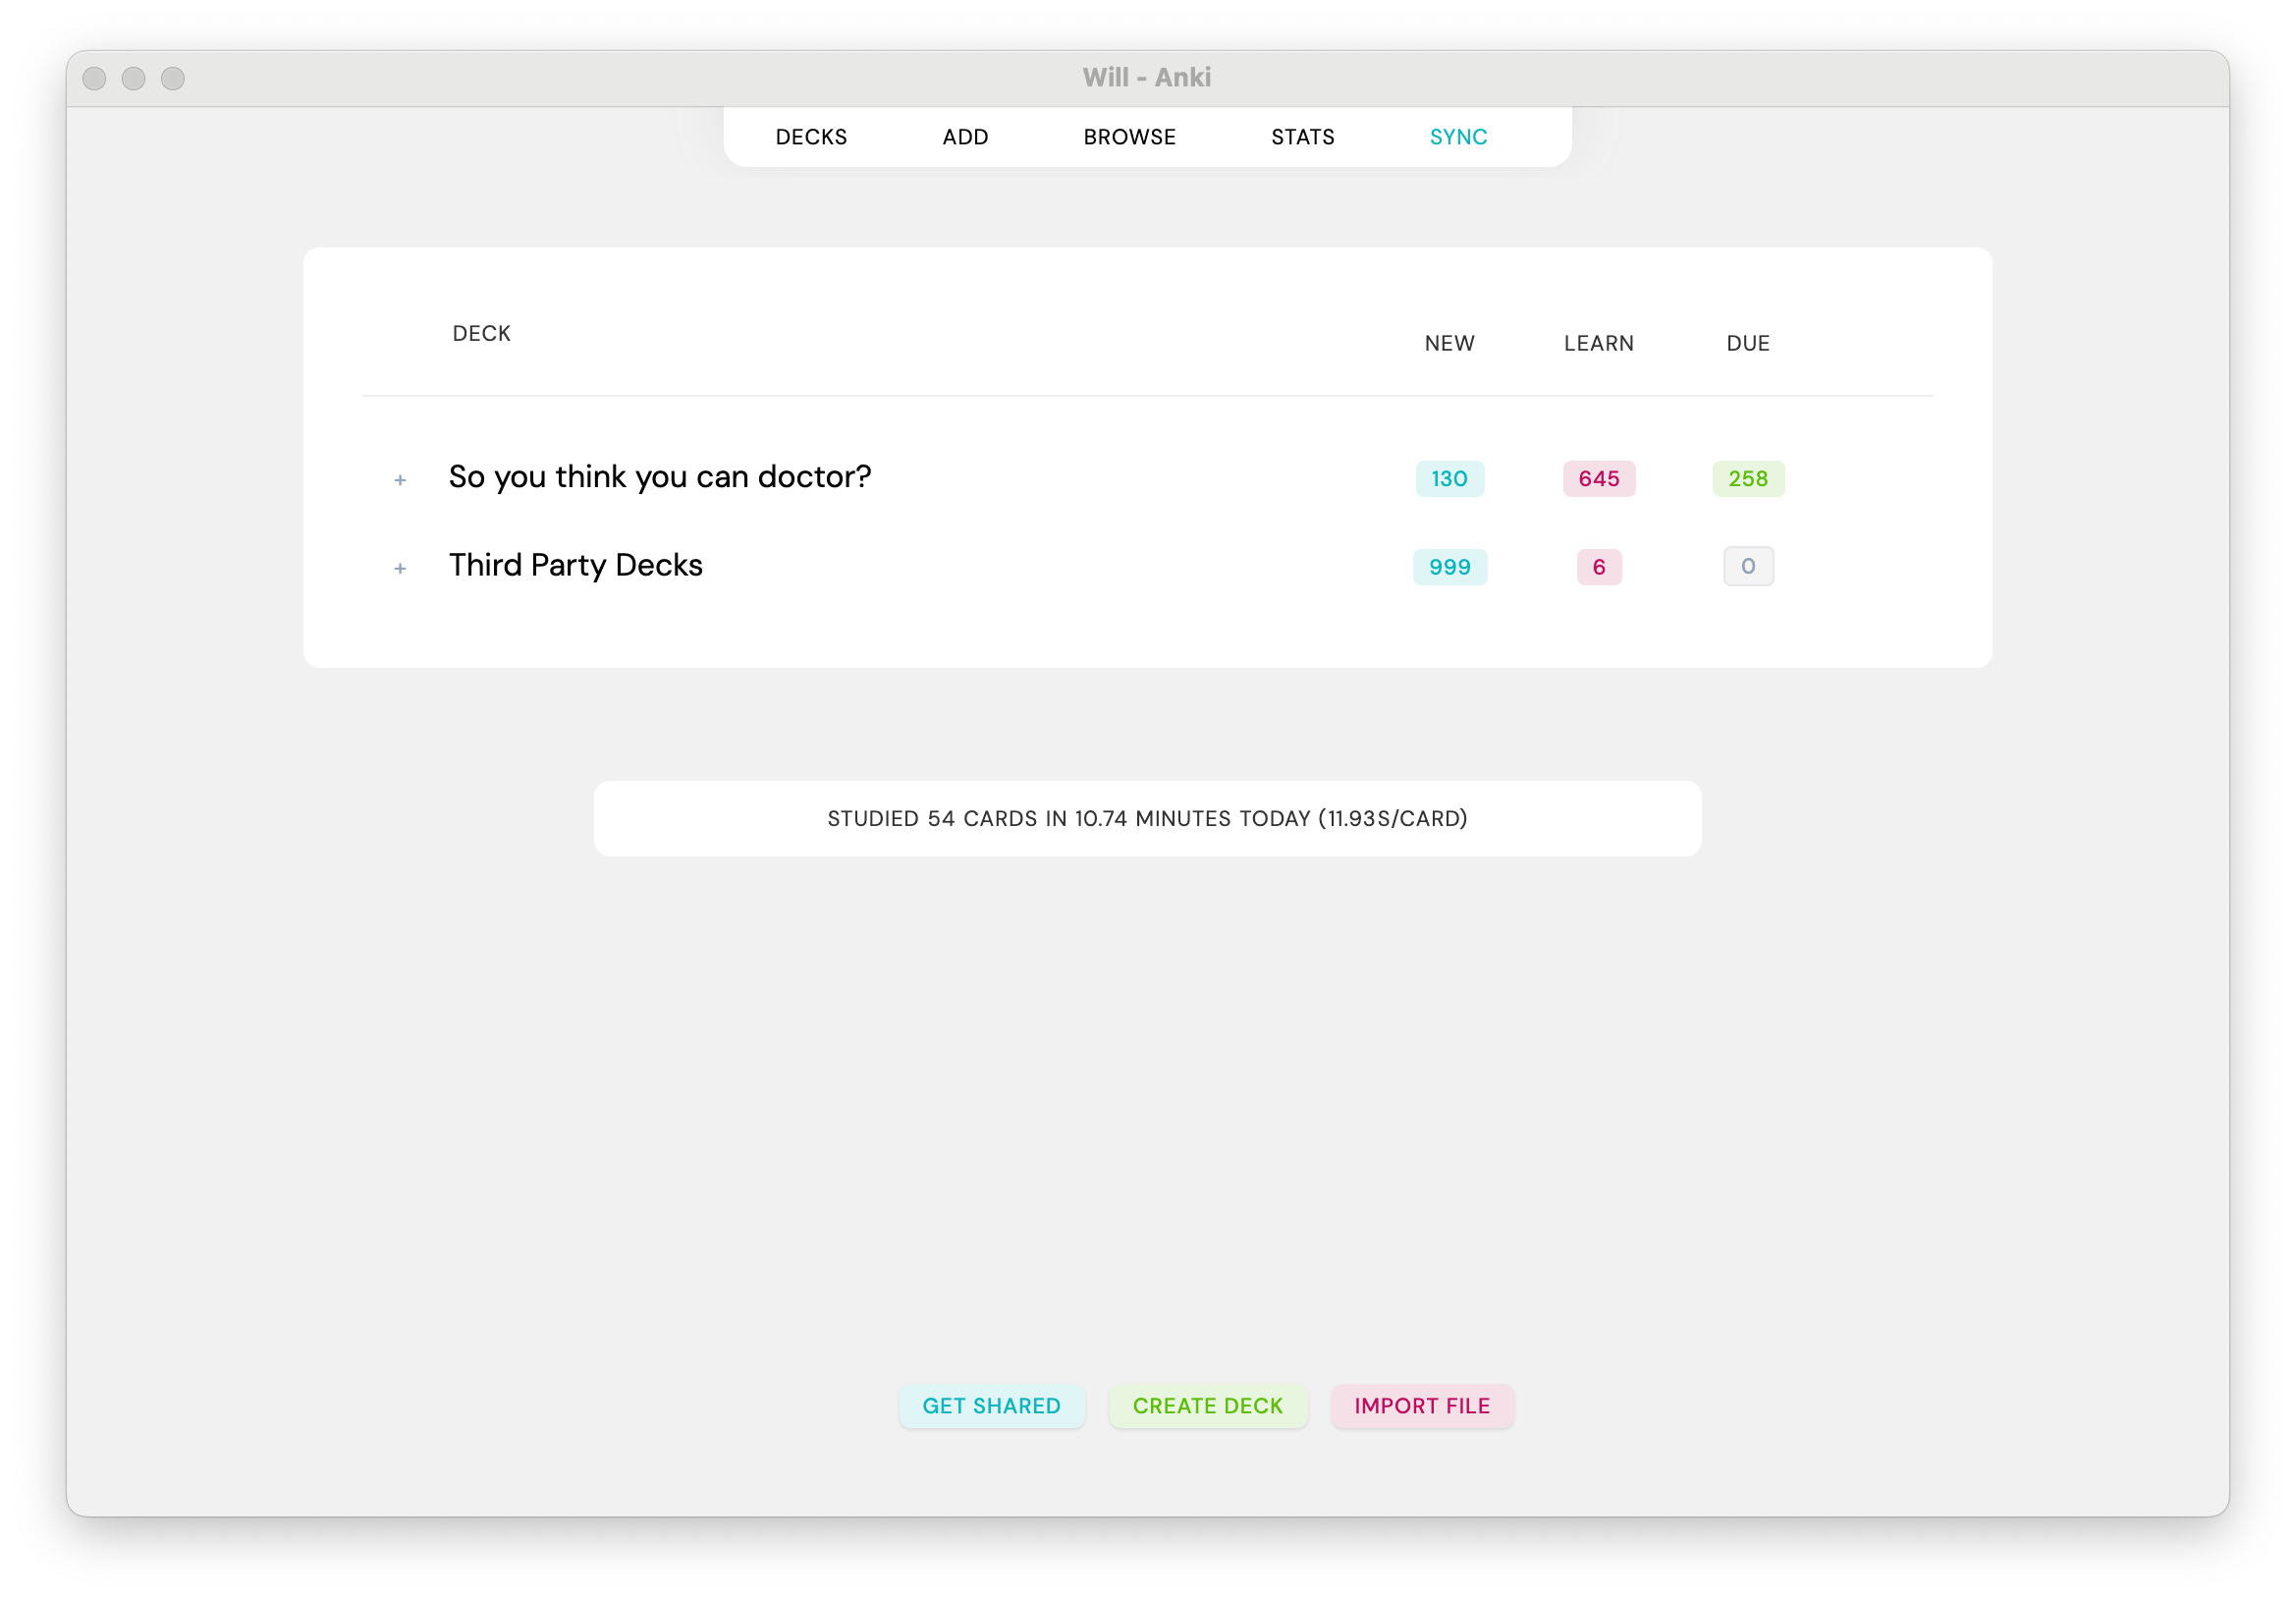 Will - Anki
DECKS ADD BROWSE STATS SYNC
DECK NEW LEARN DUE
+ So you think you can doctor? 130 645 258
+ Third Party Decks 999 6 0
STUDIED 54 CARDS IN 10.74 MINUTES TODAY (11.93S/CARD)
GET SHARED CREATE DECK IMPORT FILE